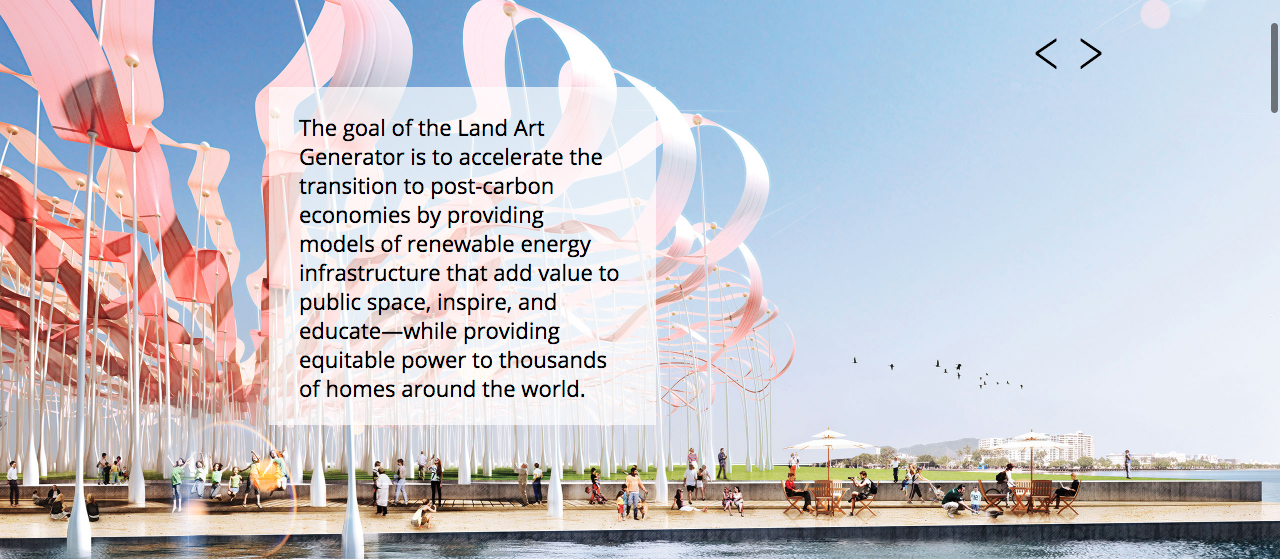 The goal of the Land Art
Generator is to accelerate the
transition to post-carbon
economies by providing
models of renewable energy
infrastructure that add value to
public space, inspire, and
educate—while providing
equitable power to thousands
of homes around the world.